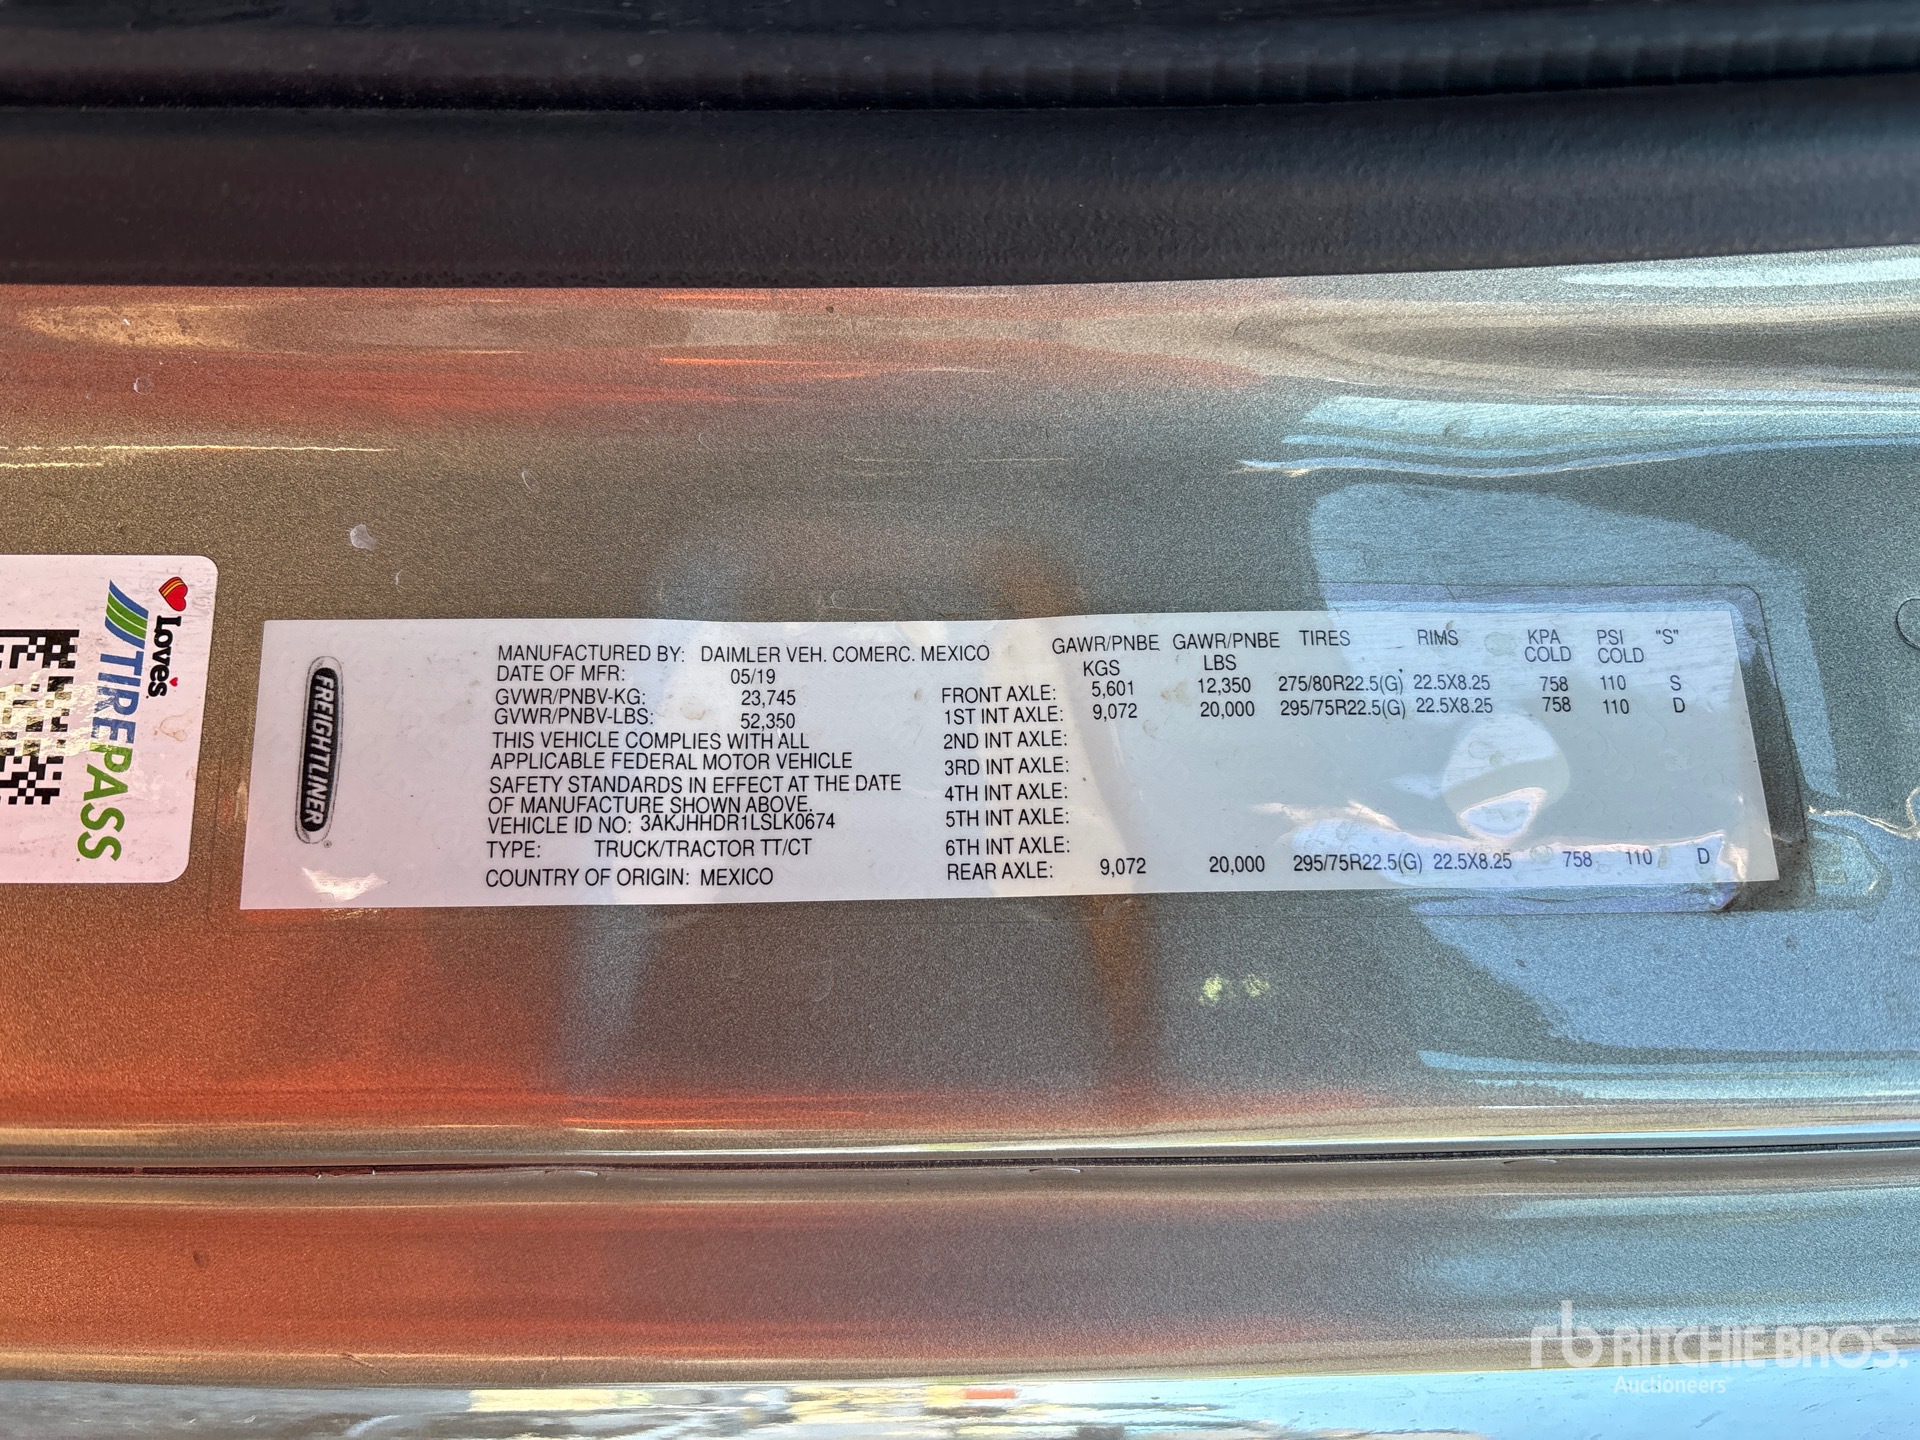 Love's
TIREPASS
FREIGHTLINER
MANUFACTURED BY: DAIMLER VEH. COMERC. MEXICO
DATE OF MFR: 05/19
GVWR/PNBV-KG: 23,745
GVWR/PNBV-LBS: 52,350
THIS VEHICLE COMPLIES WITH ALL
APPLICABLE FEDERAL MOTOR VEHICLE
SAFETY STANDARDS IN EFFECT AT THE DATE
OF MANUFACTURE SHOWN ABOVE.
VEHICLE ID NO: 3AKJHHDR1LSLK0674
TYPE: TRUCK/TRACTOR TT/CT
COUNTRY OF ORIGIN: MEXICO
GAWR/PNBE GAWR/PNBE TIRES RIMS KPA PSI "S"
KGS LBS COLD COLD
FRONT AXLE: 5,601 12,350 275/80R22.5(G) 22.5X8.25 758 110 S
1ST INT AXLE: 9,072 20,000 295/75R22.5(G) 22.5X8.25 758 110 D
2ND INT AXLE:
3RD INT AXLE:
4TH INT AXLE:
5TH INT AXLE:
6TH INT AXLE:
REAR AXLE: 9,072 20,000 295/75R22.5(G) 22.5X8.25 758 110 D
rb RITCHIE BROS.
Auctioneers